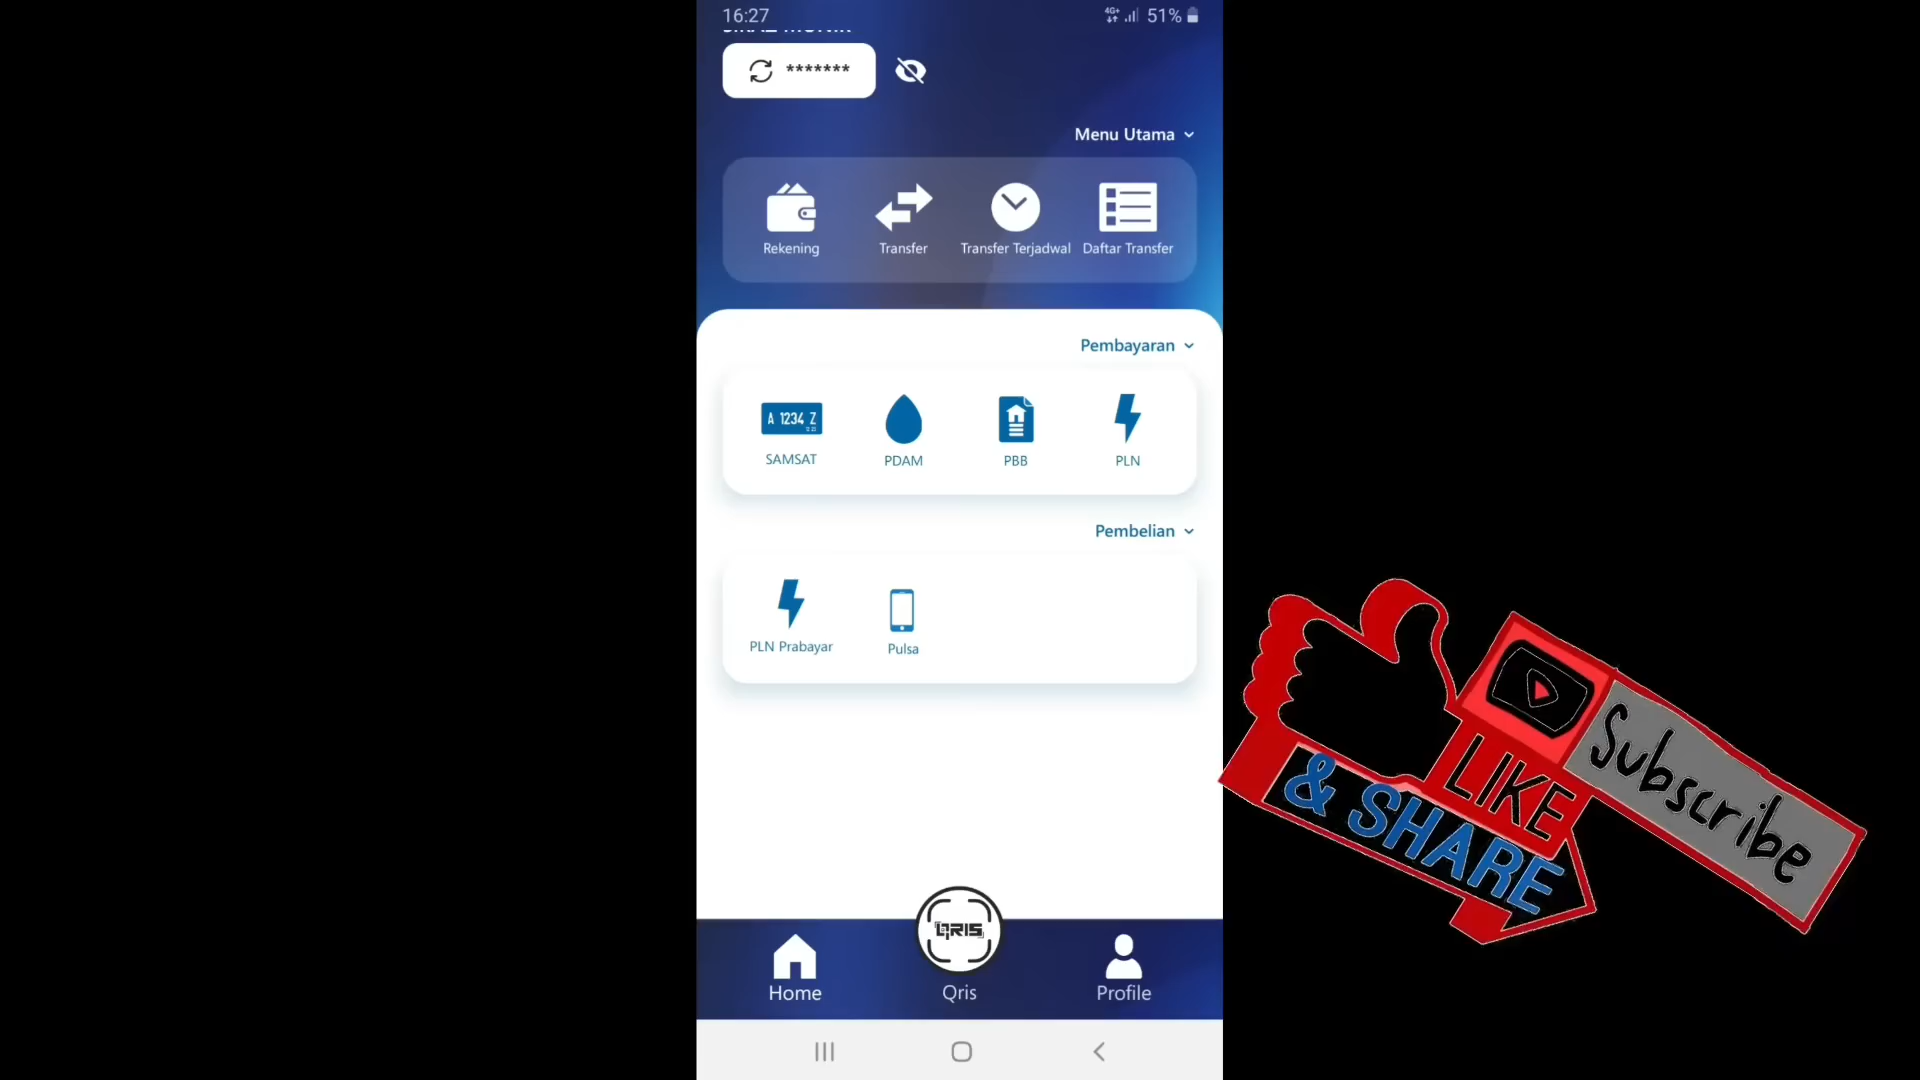 16:27
4G+ 51%
*******
Menu Utama
Rekening
Transfer
Transfer Terjadwal
Daftar Transfer
Pembayaran
A 1234 Z
SAMSAT
PDAM
PBB
PLN
Pembelian
PLN Prabayar
Pulsa
QRIS
Home
Qris
Profile
Subscribe
LIKE
& SHARE